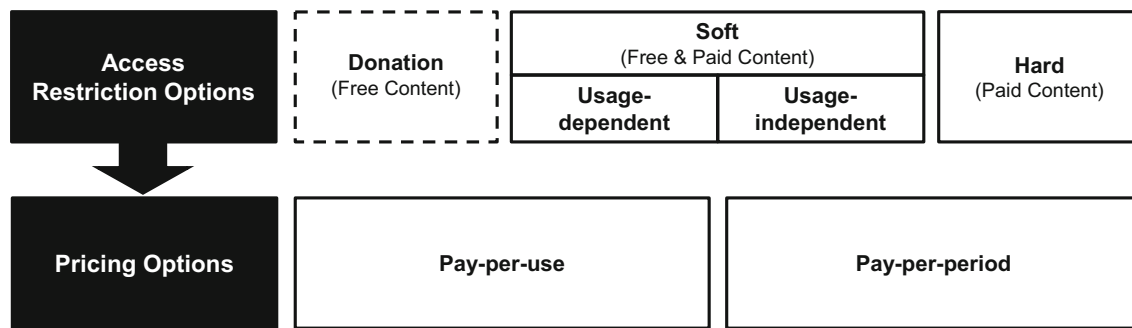 Access
Restriction Options
Donation
(Free Content)
Soft
(Free & Paid Content)
Usage-
dependent
Usage-
independent
Hard
(Paid Content)
Pricing Options
Pay-per-use
Pay-per-period